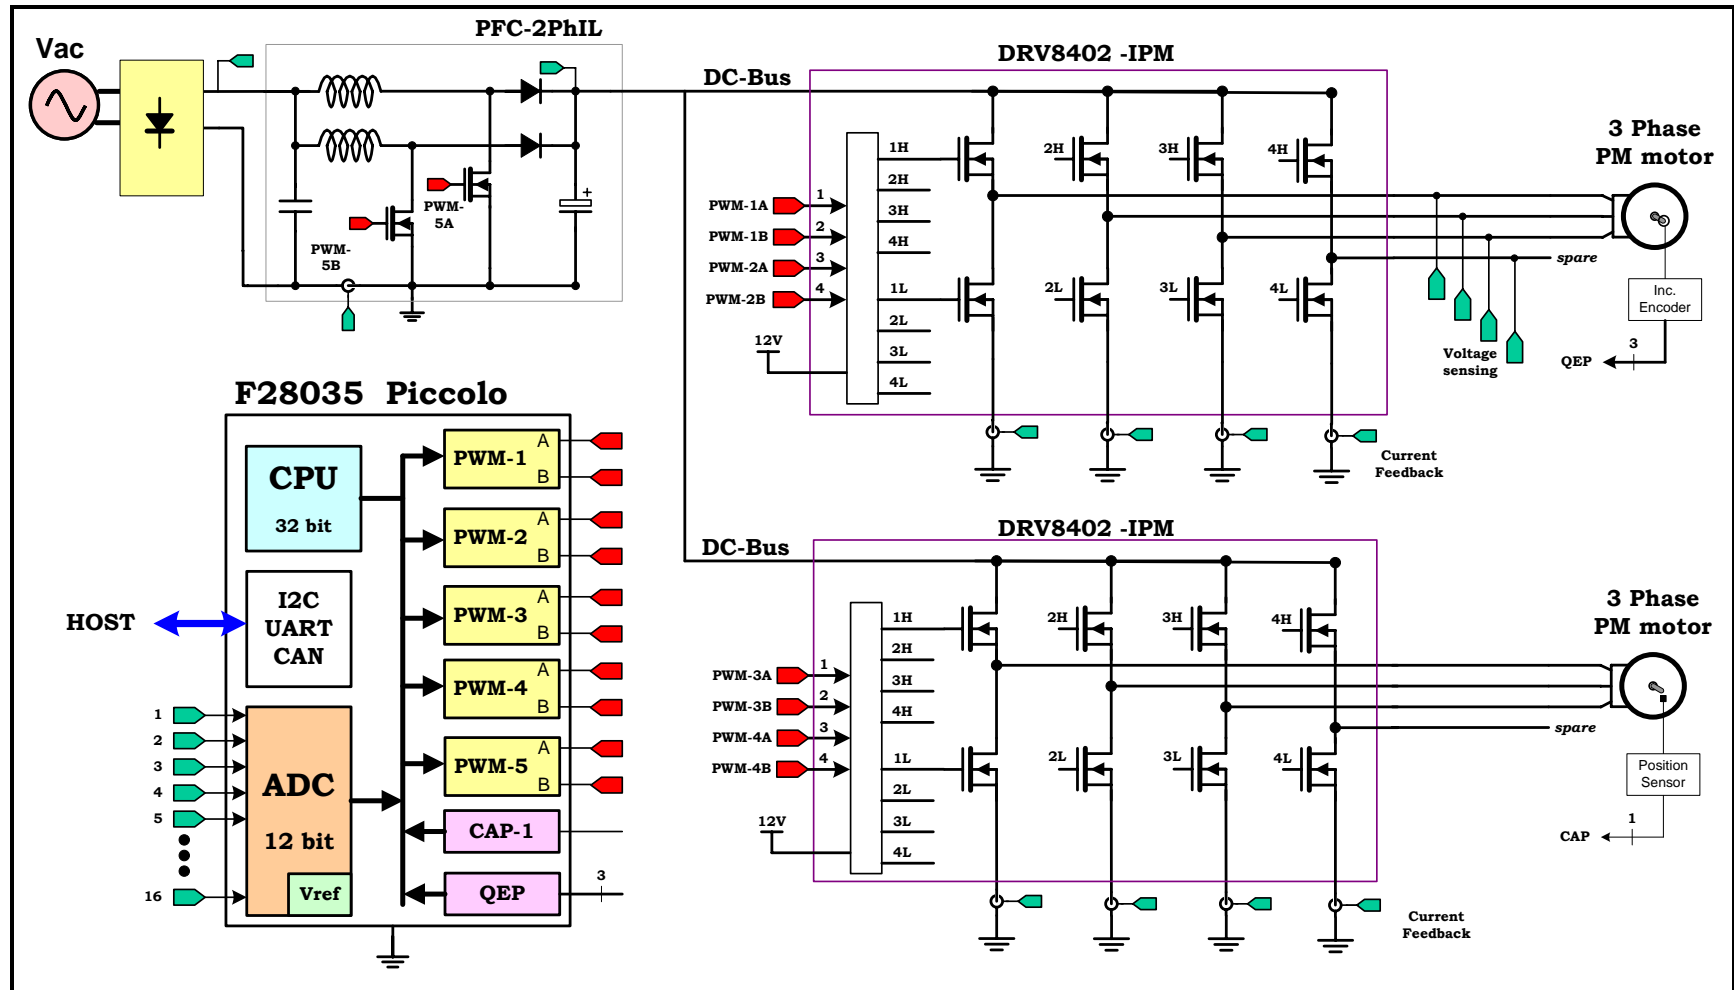 PFC-2PhIL
Vac
DRV8402 -IPM
DC-Bus
3 Phase
PM motor
1H
2H
3H
4H
2H
3H
4H
PWM-1A
1
PWM-1B
2
PWM-2A
3
PWM-2B
4
PWM-
5A
PWM-
5B
+
spare
1L
2L
3L
4L
2L
3L
4L
12V
Inc.
Encoder
Voltage
sensing
QEP
3
Current
Feedback
F28035 Piccolo
CPU
32 bit
I2C
UART
CAN
HOST
PWM-1
A
B
PWM-2
A
B
PWM-3
A
B
PWM-4
A
B
PWM-5
A
B
CAP-1
QEP
3
1
2
3
4
5
16
ADC
12 bit
Vref
DRV8402 -IPM
DC-Bus
3 Phase
PM motor
1H
2H
3H
4H
2H
3H
4H
PWM-3A
1
PWM-3B
2
PWM-4A
3
PWM-4B
4
spare
1L
2L
3L
4L
2L
3L
4L
12V
Position
Sensor
CAP
1
Current
Feedback